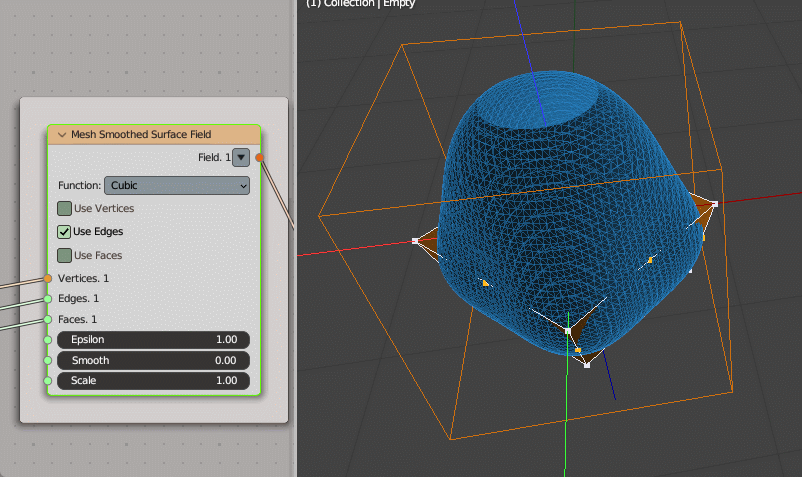 (1) Collection | Empty
Mesh Smoothed Surface Field
Field. 1
Function: Cubic
Use Vertices
Use Edges
Use Faces
Vertices. 1
Edges. 1
Faces. 1
Epsilon 1.00
Smooth 0.00
Scale 1.00